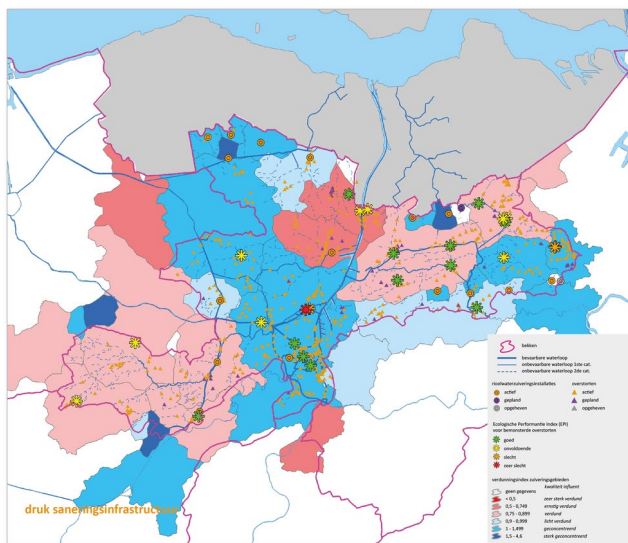 bekken
bevaarbare waterloop
onbevaarbare waterloop 1ste cat.
onbevaarbare waterloop 2de cat.
rioolwaterzuiveringsinstallaties overstorten
actief actief
gepland gepland
opgeheven opgeheven
Ecologische Performantie Index (EPI)
voor bemonsterde overstorten
goed
onvoldoende
slecht
zeer slecht
verdunningsindex zuiveringsgebieden
kwaliteit influent
geen gegevens
< 0,5 zeer sterk verdund
0,5 - 0,749 ernstig verdund
0,75 - 0,899 verdund
0,9 - 0,999 licht verdund
1 - 1,499 geconcentreerd
1,5 - 4,6 sterk geconcentreerd
druk saneringsinfrastructuur